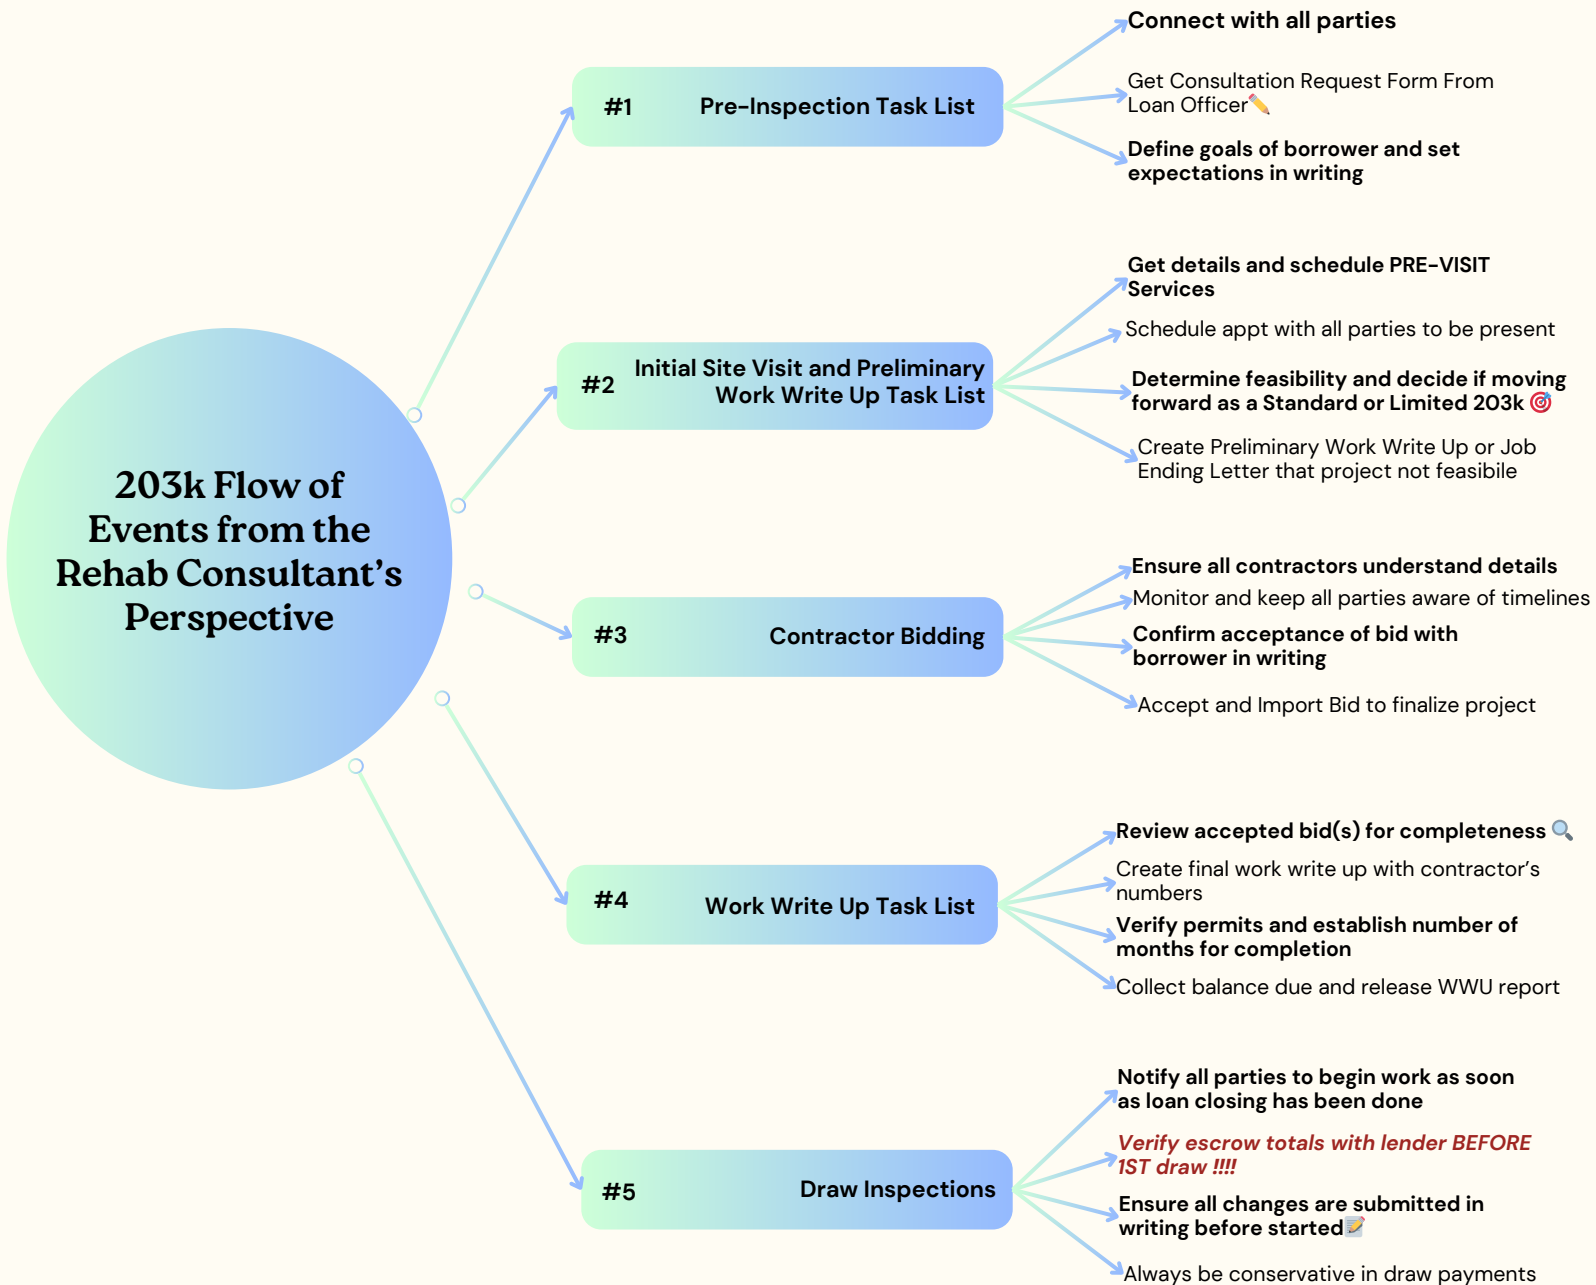 203k Flow of
Events from the
Rehab Consultant's
Perspective
#1 Pre-Inspection Task List
Connect with all parties
Get Consultation Request Form From
Loan Officer✏️
Define goals of borrower and set
expectations in writing
#2 Initial Site Visit and Preliminary
Work Write Up Task List
Get details and schedule PRE-VISIT
Services
Schedule appt with all parties to be present
Determine feasibility and decide if moving
forward as a Standard or Limited 203k 🎯
Create Preliminary Work Write Up or Job
Ending Letter that project not feasibile
#3 Contractor Bidding
Ensure all contractors understand details
Monitor and keep all parties aware of timelines
Confirm acceptance of bid with
borrower in writing
Accept and Import Bid to finalize project
#4 Work Write Up Task List
Review accepted bid(s) for completeness 🔍
Create final work write up with contractor's
numbers
Verify permits and establish number of
months for completion
Collect balance due and release WWU report
#5 Draw Inspections
Notify all parties to begin work as soon
as loan closing has been done
Verify escrow totals with lender BEFORE
1ST draw !!!!
Ensure all changes are submitted in
writing before started📝
Always be conservative in draw payments